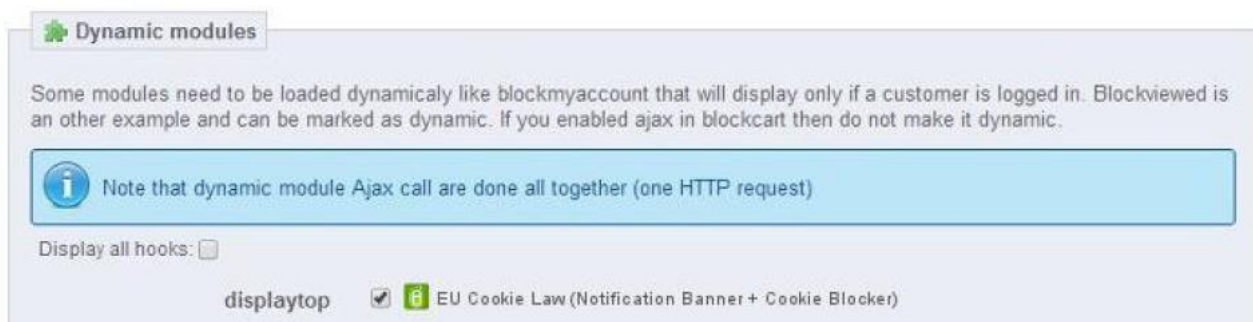 Dynamic modules
Some modules need to be loaded dynamicaly like blockmyaccount that will display only if a customer is logged in. Blockviewed is
an other example and can be marked as dynamic. If you enabled ajax in blockcart then do not make it dynamic.
Note that dynamic module Ajax call are done all together (one HTTP request)
Display all hooks:
displaytop EU Cookie Law (Notification Banner + Cookie Blocker)